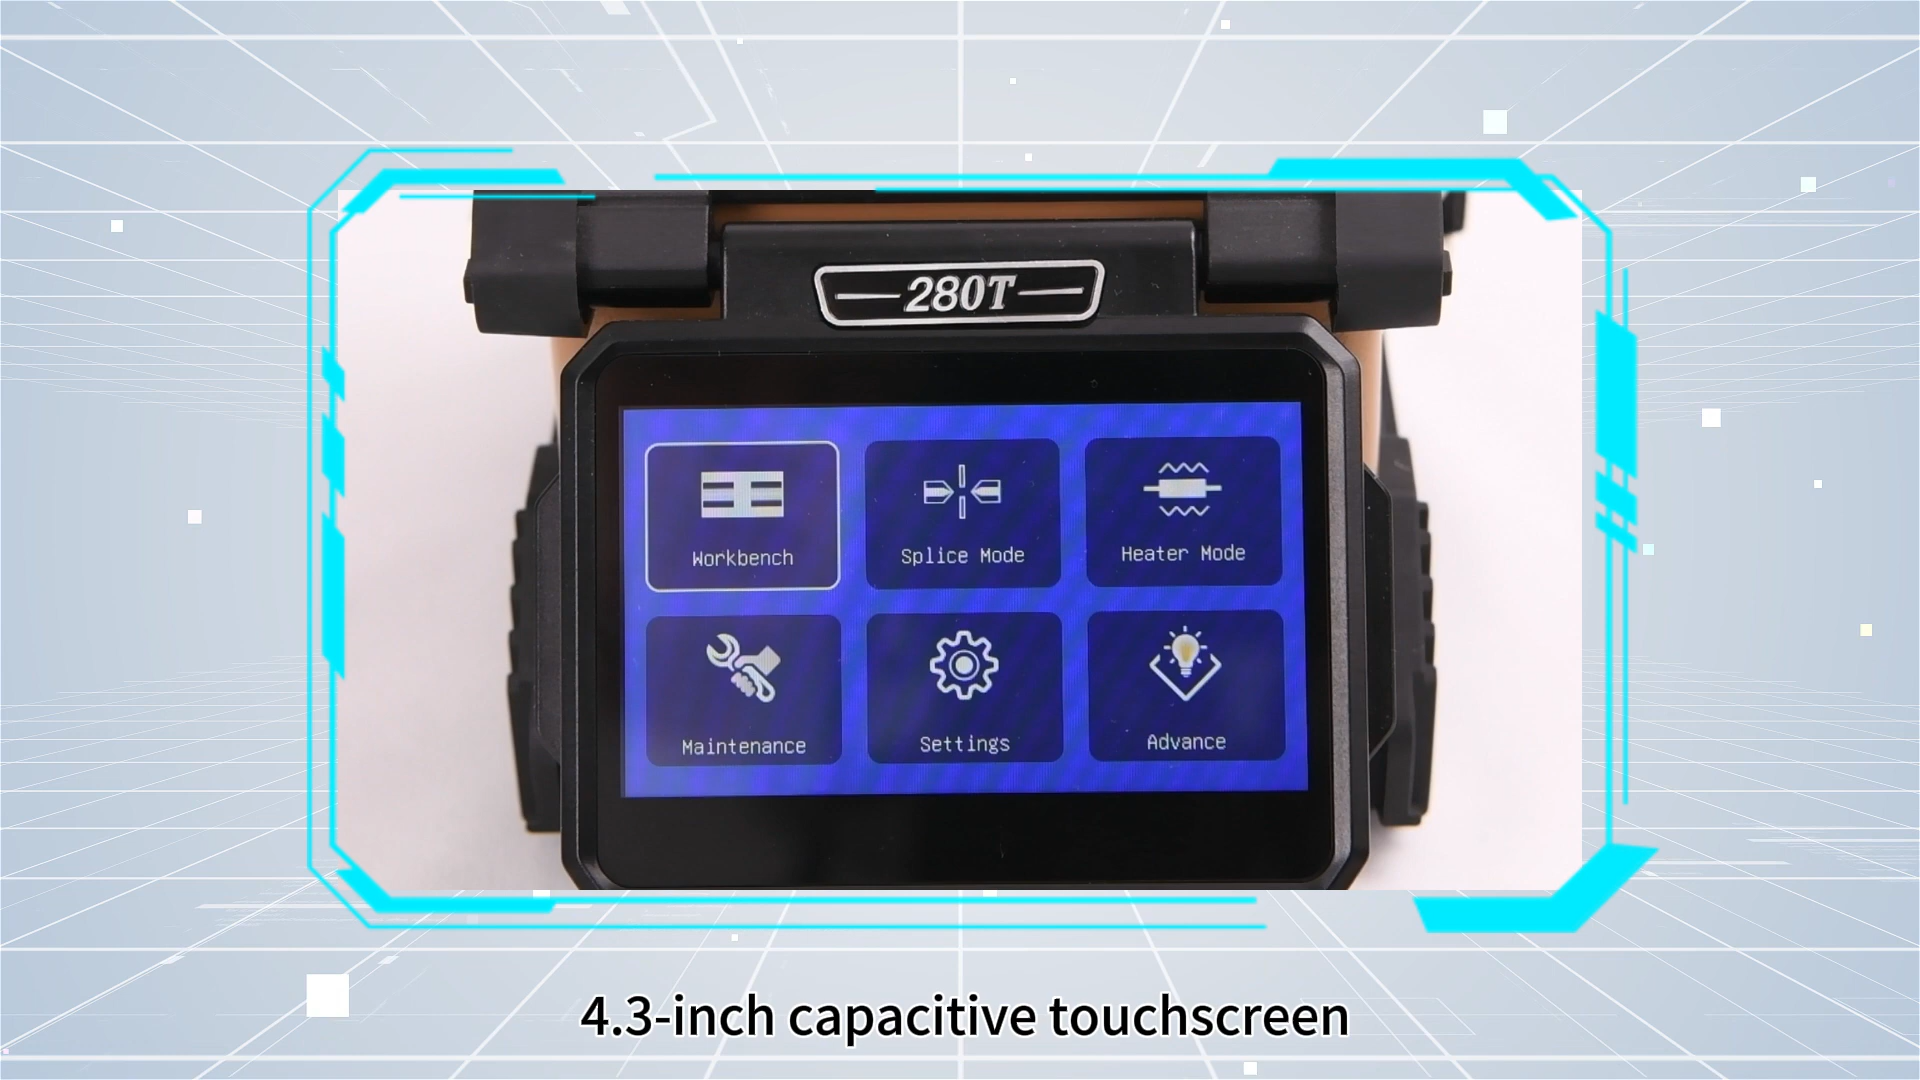 280T
Workbench
Splice Mode
Heater Mode
Maintenance
Settings
Advance
4.3-inch capacitive touchscreen